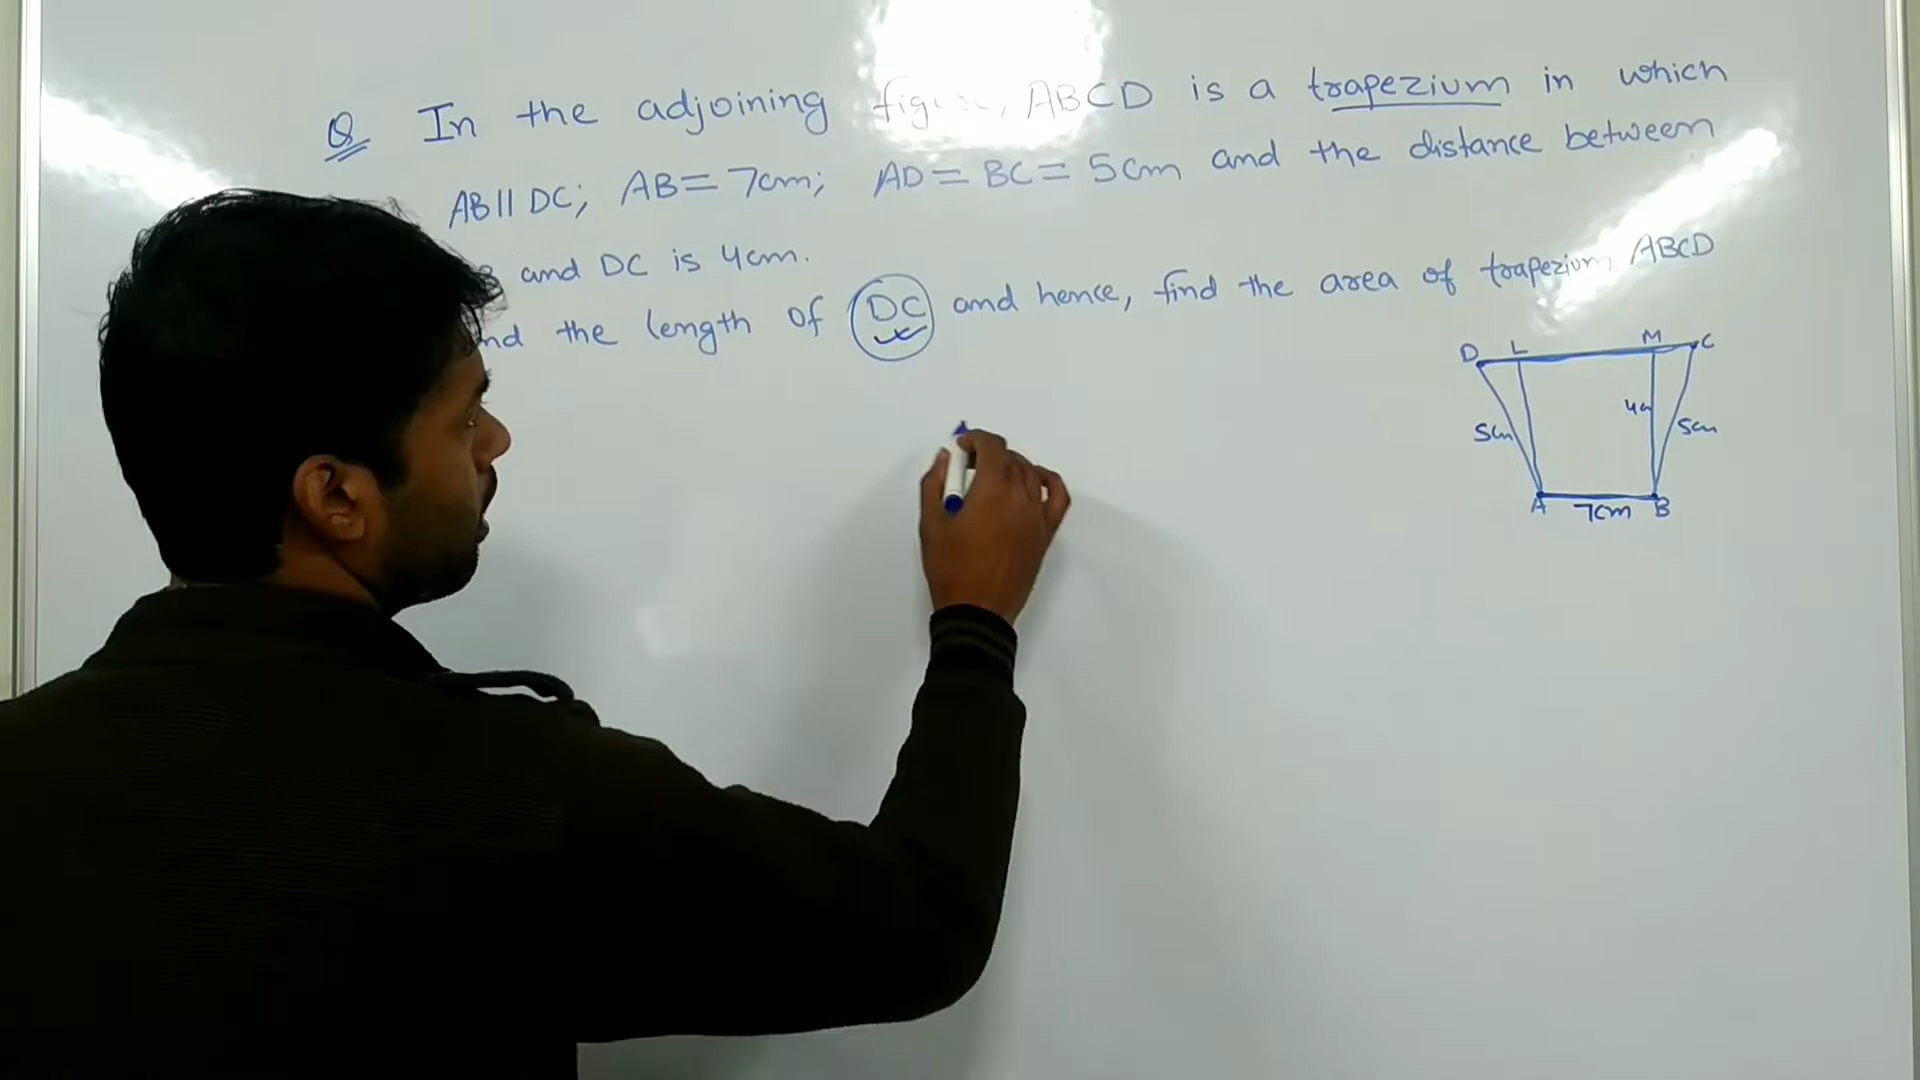 Q In the adjoining ABCD is a trapezium in which
AB || DC; AB = 7cm; AD = BC = 5cm and the distance between
and DC is 4cm.
the length of DC and hence, find the area of trapezium ABCD
D L M C
4c
5cm 5cm
A 7cm B